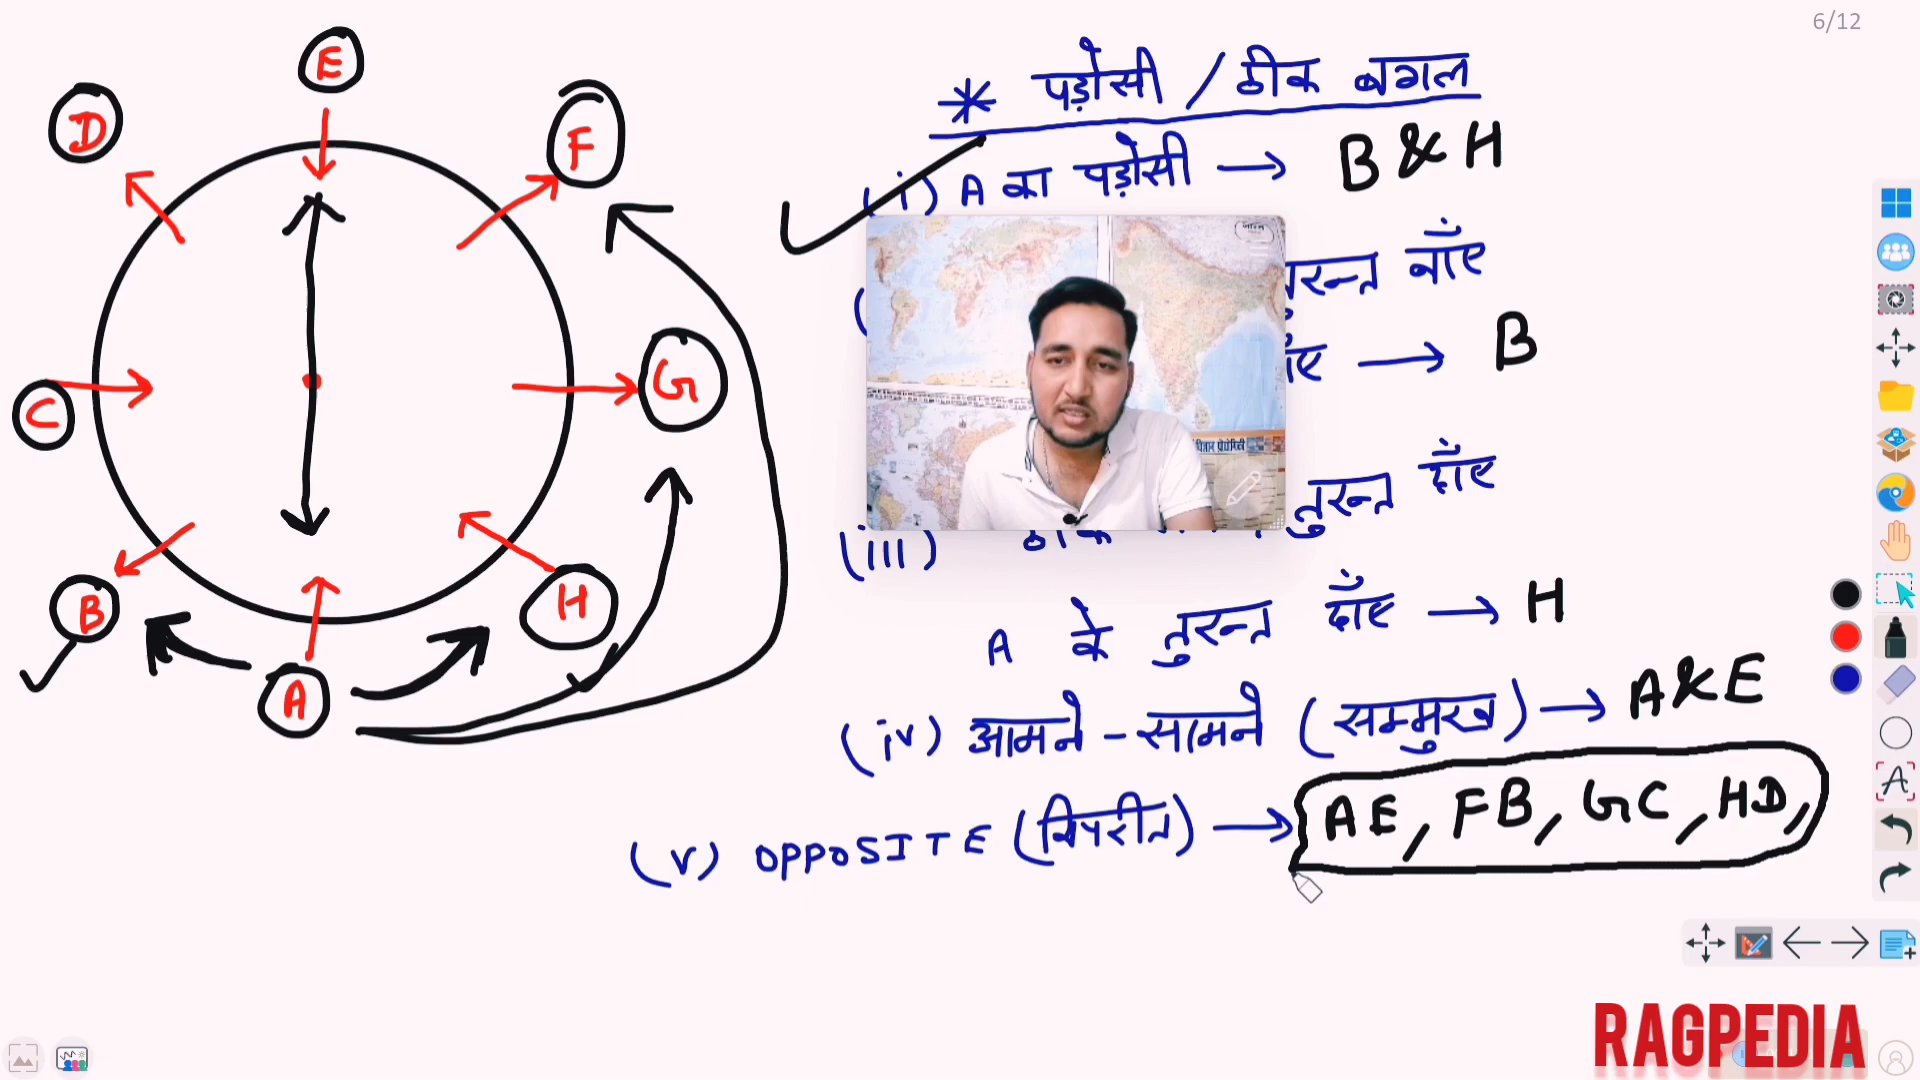 6/12
E
D
F
C
G
B
H
A
* पड़ोसी / ठीक बगल
(i) A का पड़ोसी → B & H
तुरन्त बाँए
→ B
(iii) तुरन्त दाँए
A के तुरन्त दाँए → H
(iv) आमने - सामने (सम्मुख) → A & E
(v) OPPOSITE (विपरीत) → AE, FB, GC, HD,
RAGPEDIA